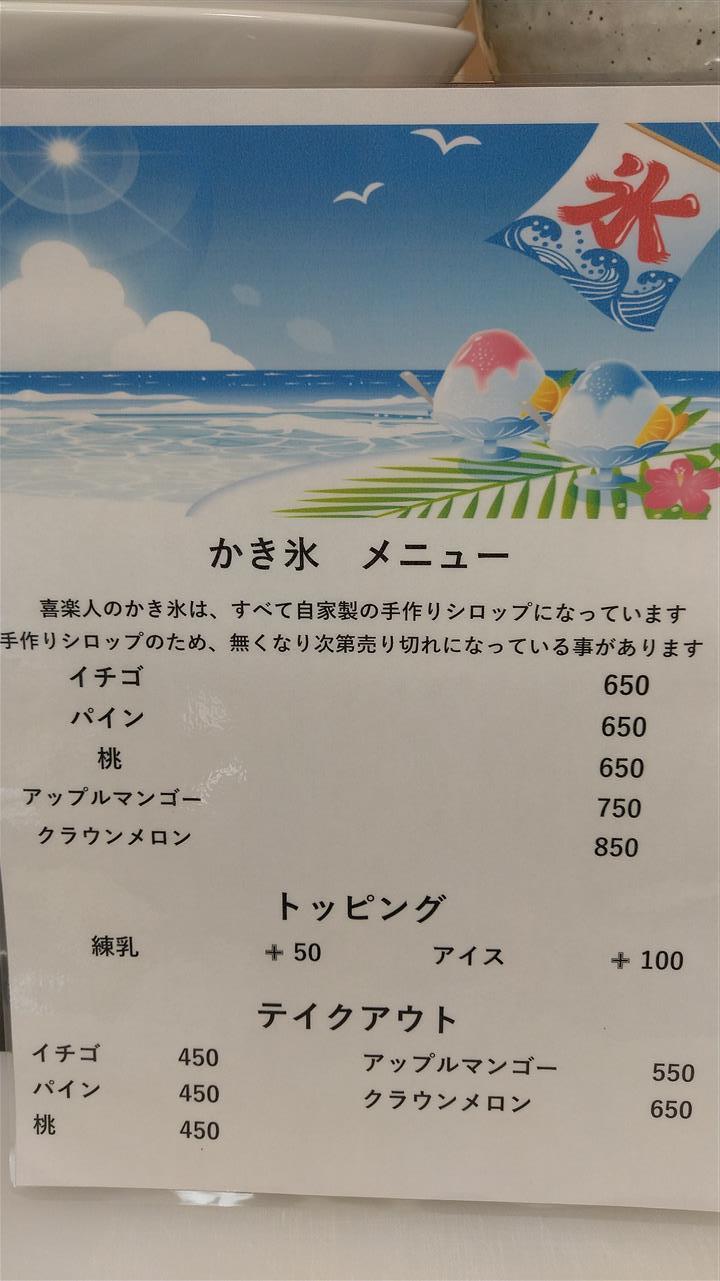 氷
かき氷　メニュー
喜楽人のかき氷は、すべて自家製の手作りシロップになっています
手作りシロップのため、無くなり次第売り切れになっている事があります
イチゴ 650
パイン 650
桃 650
アップルマンゴー 750
クラウンメロン 850
トッピング
練乳 ＋50 アイス ＋100
テイクアウト
イチゴ 450 アップルマンゴー 550
パイン 450 クラウンメロン 650
桃 450